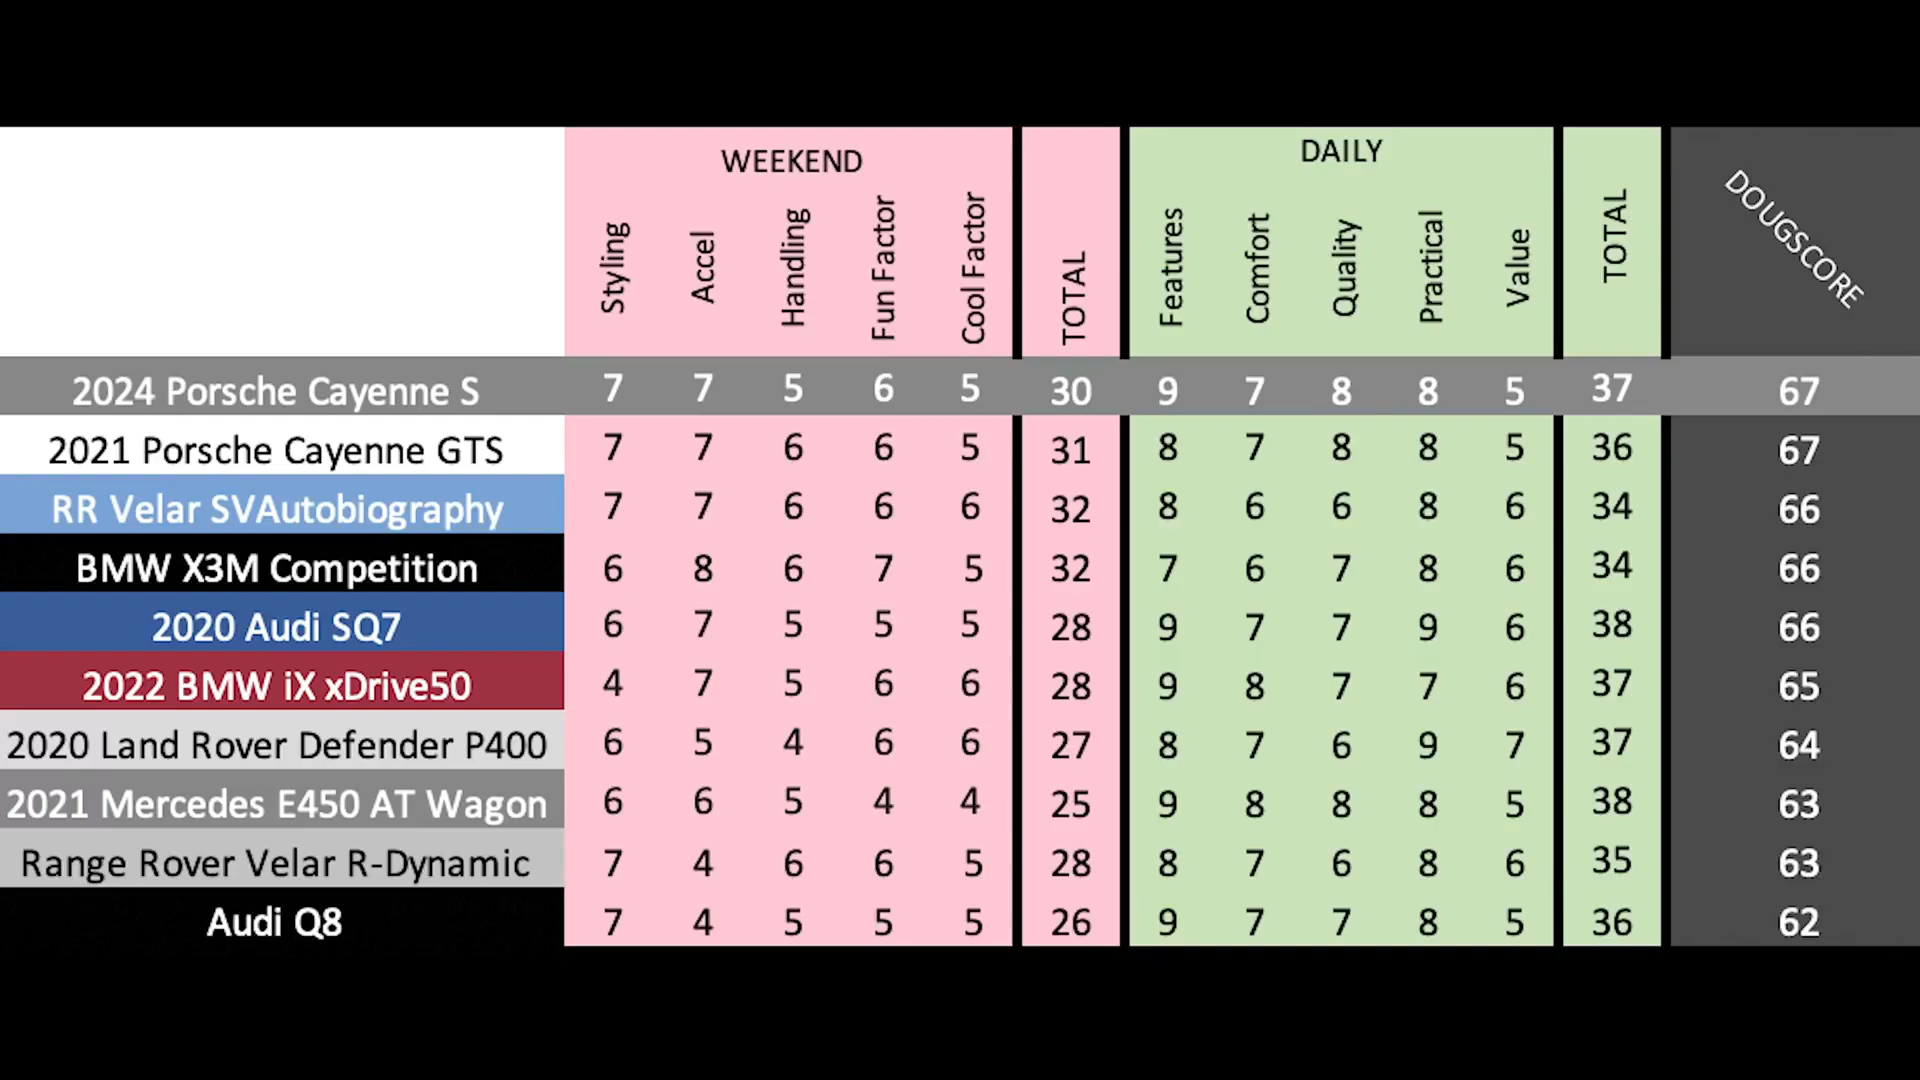 WEEKEND DAILY
Styling Accel Handling Fun Factor Cool Factor TOTAL Features Comfort Quality Practical Value TOTAL DOUGSCORE
2024 Porsche Cayenne S 7 7 5 6 5 30 9 7 8 8 5 37 67
2021 Porsche Cayenne GTS 7 7 6 6 5 31 8 7 8 8 5 36 67
RR Velar SVAutobiography 7 7 6 6 6 32 8 6 6 8 6 34 66
BMW X3M Competition 6 8 6 7 5 32 7 6 7 8 6 34 66
2020 Audi SQ7 6 7 5 5 5 28 9 7 7 9 6 38 66
2022 BMW iX xDrive50 4 7 5 6 6 28 9 8 7 7 6 37 65
2020 Land Rover Defender P400 6 5 4 6 6 27 8 7 6 9 7 37 64
2021 Mercedes E450 AT Wagon 6 6 5 4 4 25 9 8 8 8 5 38 63
Range Rover Velar R-Dynamic 7 4 6 6 5 28 8 7 6 8 6 35 63
Audi Q8 7 4 5 5 5 26 9 7 7 8 5 36 62